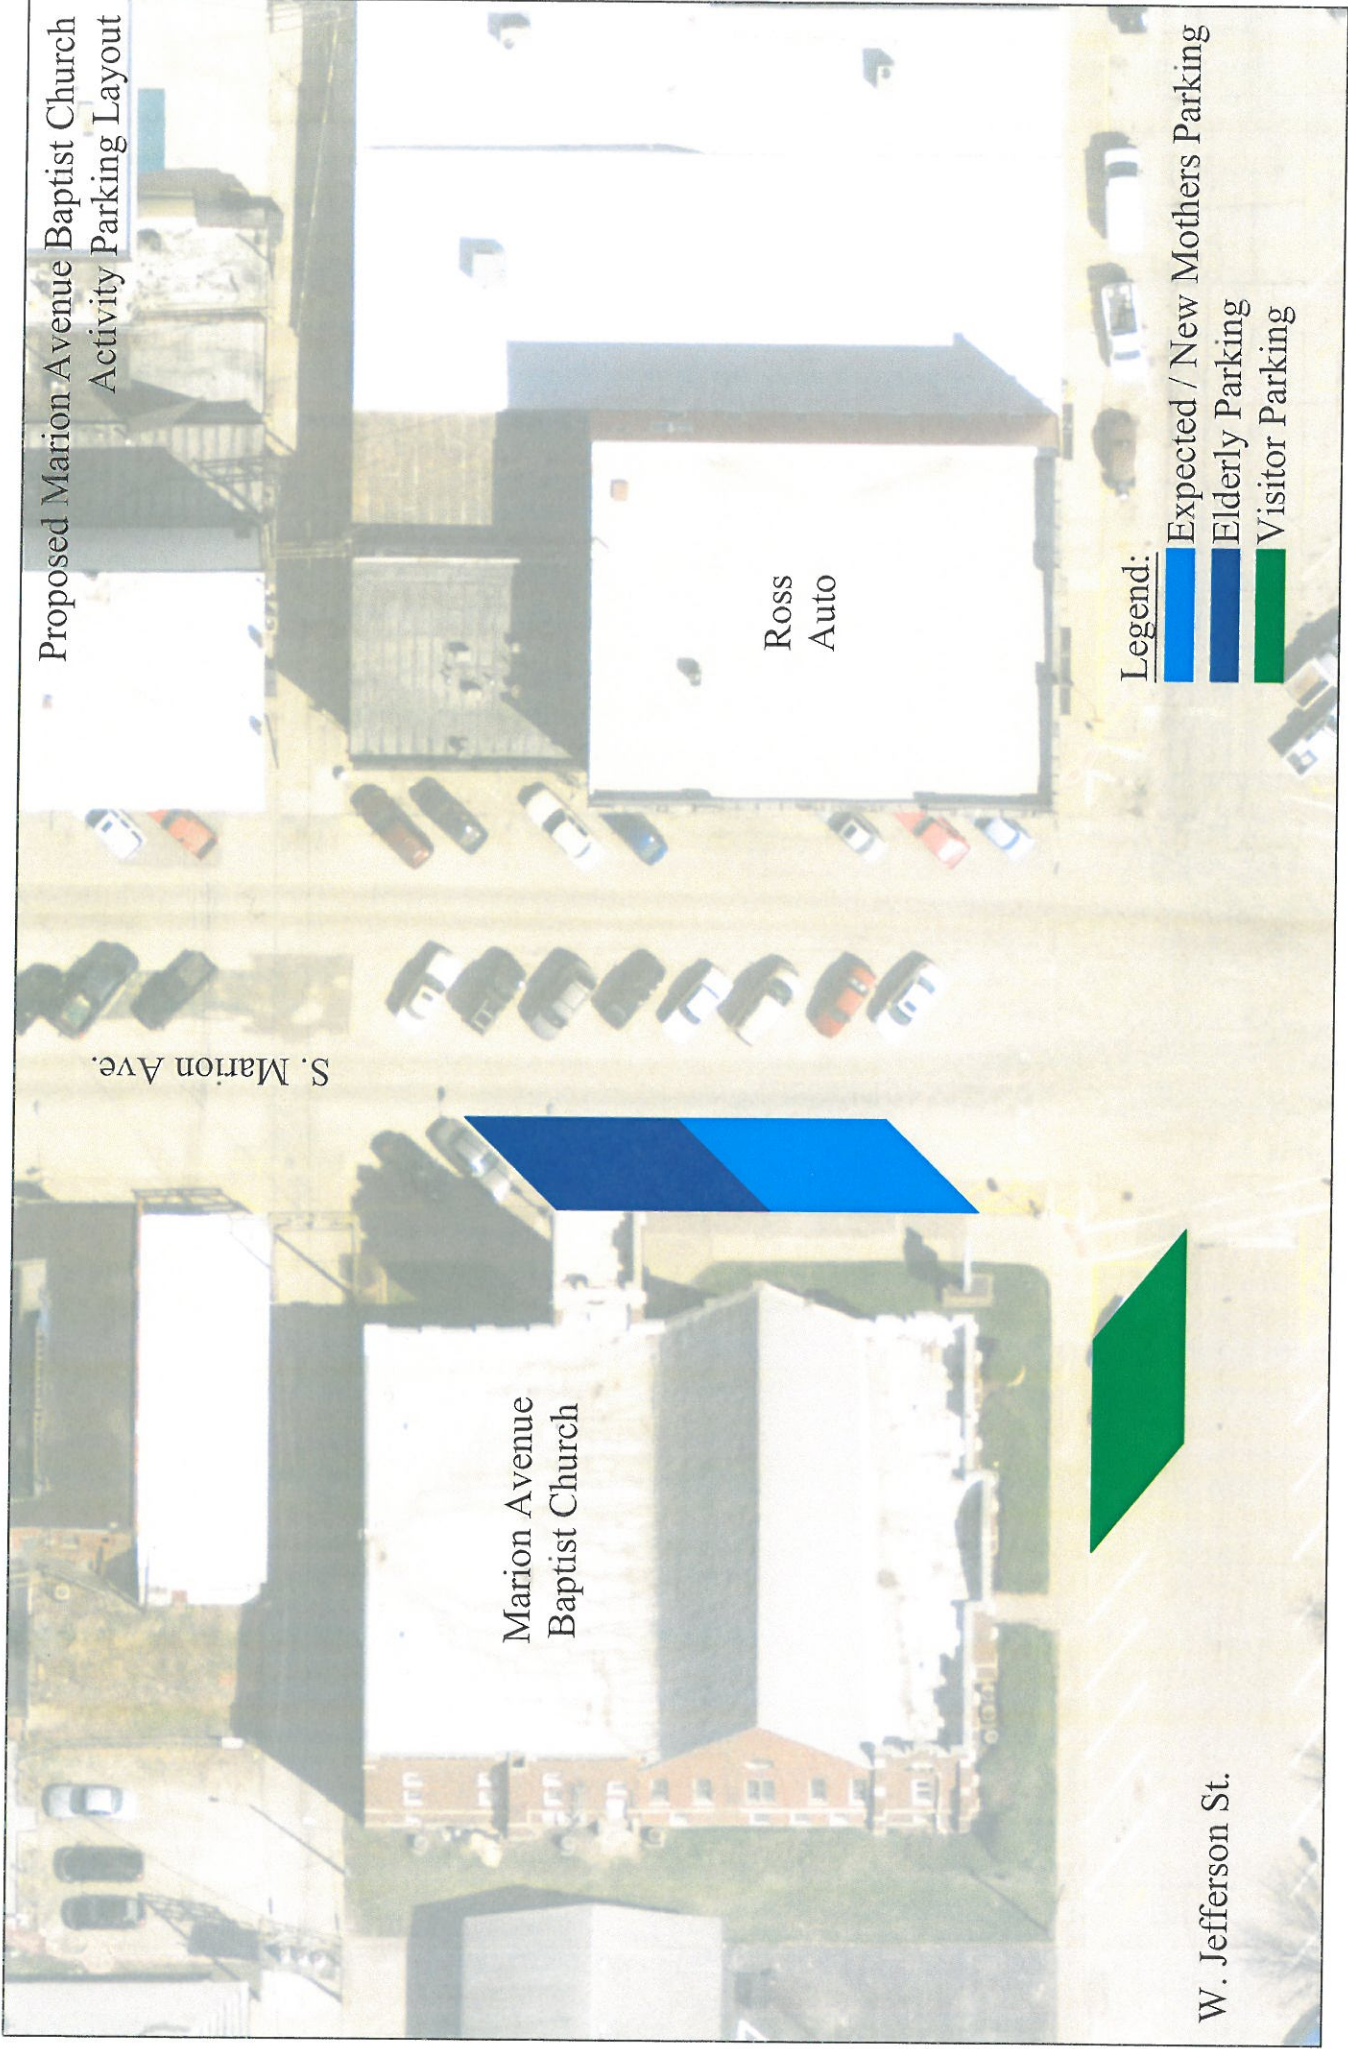 Proposed Marion Avenue Baptist Church
Activity Parking Layout
S. Marion Ave.
Marion Avenue
Baptist Church
Ross
Auto
W. Jefferson St.
Legend:
Expected / New Mothers Parking
Elderly Parking
Visitor Parking